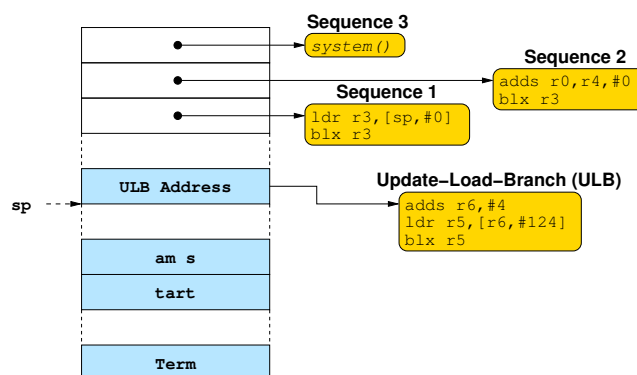 Sequence 3
system()
Sequence 2
adds r0,r4,#0
blx r3
Sequence 1
ldr r3,[sp,#0]
blx r3
ULB Address
sp
Update-Load-Branch (ULB)
adds r6,#4
ldr r5,[r6,#124]
blx r5
am s
tart
Term